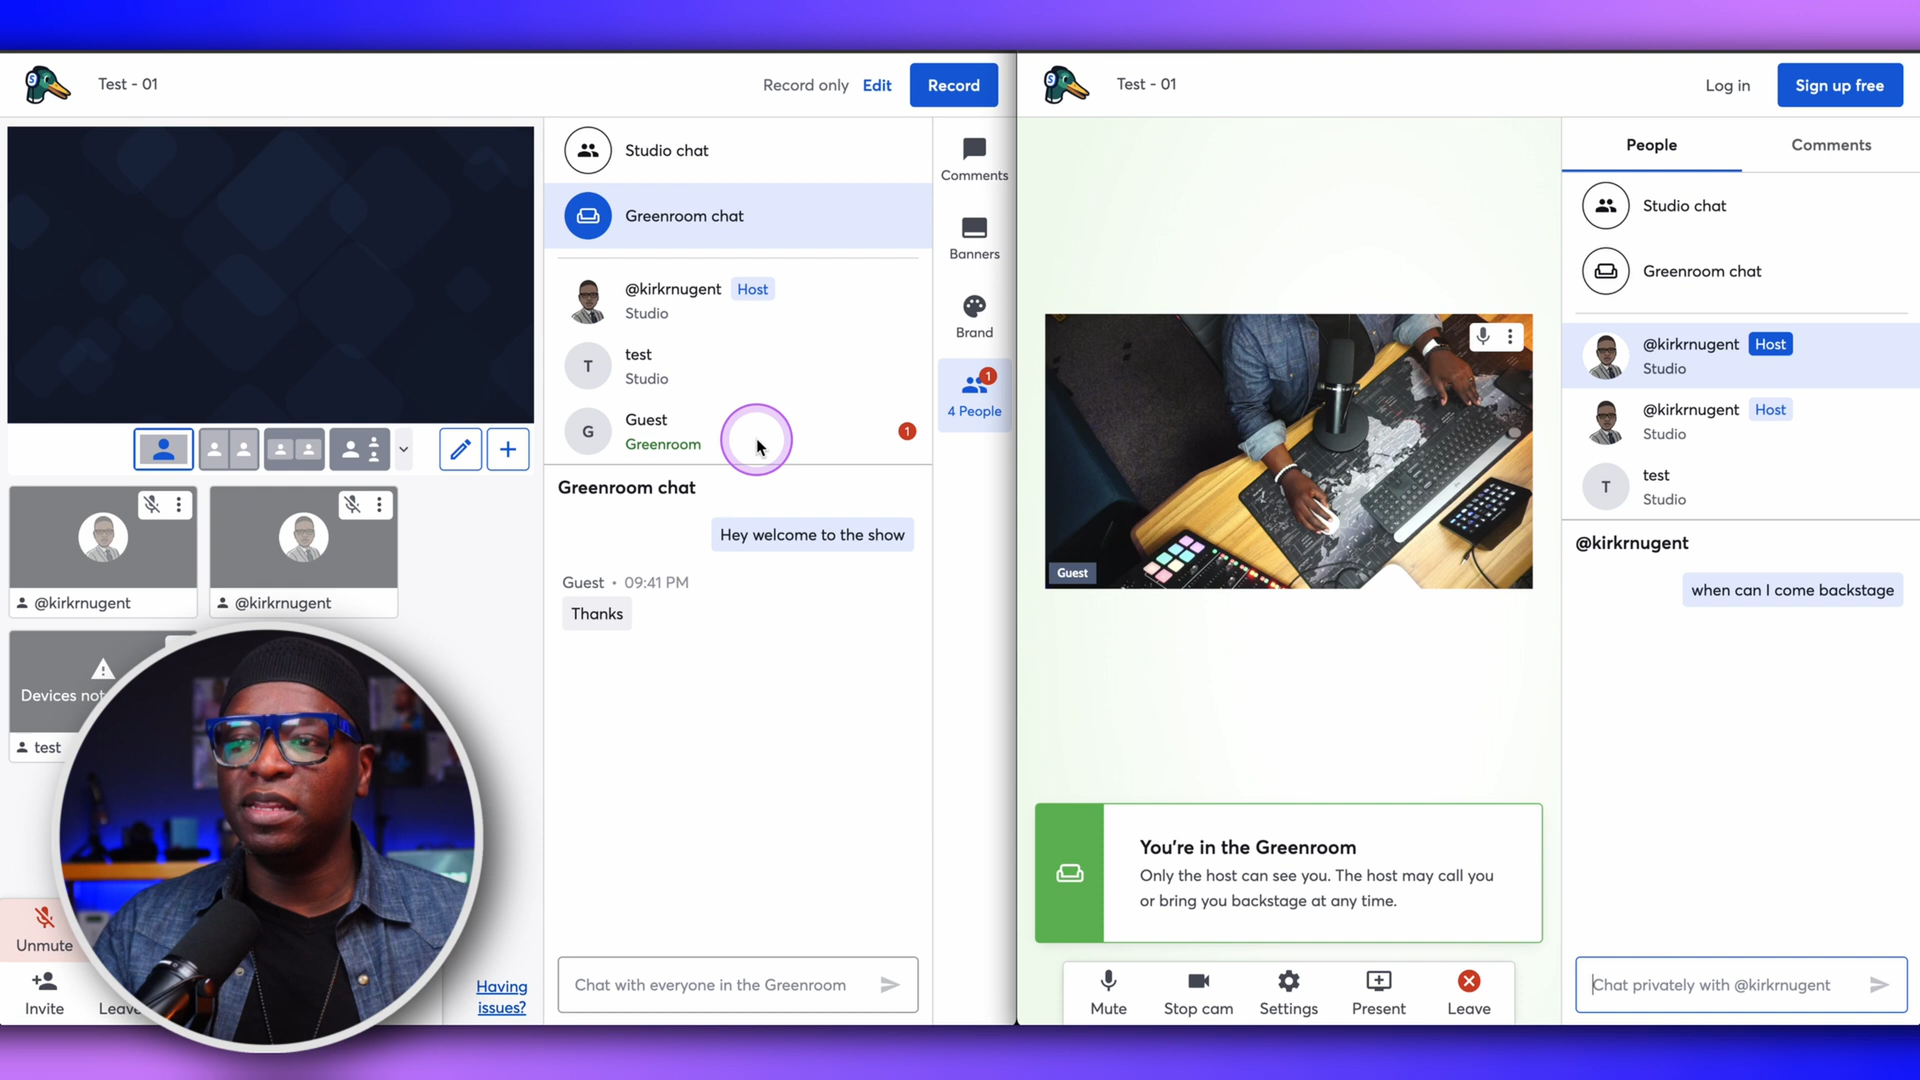 Test - 01
Record only
Edit
Record
Studio chat
Greenroom chat
@kirkrnugent
Host
Studio
T
test
Studio
G
Guest
Greenroom
1
Comments
Banners
Brand
1
4 People
@kirkrnugent
@kirkrnugent
Devices not
test
Unmute
Invite
Leave
Having
issues?
Greenroom chat
Hey welcome to the show
Guest • 09:41 PM
Thanks
Chat with everyone in the Greenroom
Test - 01
Log in
Sign up free
Guest
You're in the Greenroom
Only the host can see you. The host may call you
or bring you backstage at any time.
Mute
Stop cam
Settings
Present
Leave
People
Comments
Studio chat
Greenroom chat
@kirkrnugent
Host
Studio
@kirkrnugent
Host
Studio
T
test
Studio
@kirkrnugent
when can I come backstage
Chat privately with @kirkrnugent